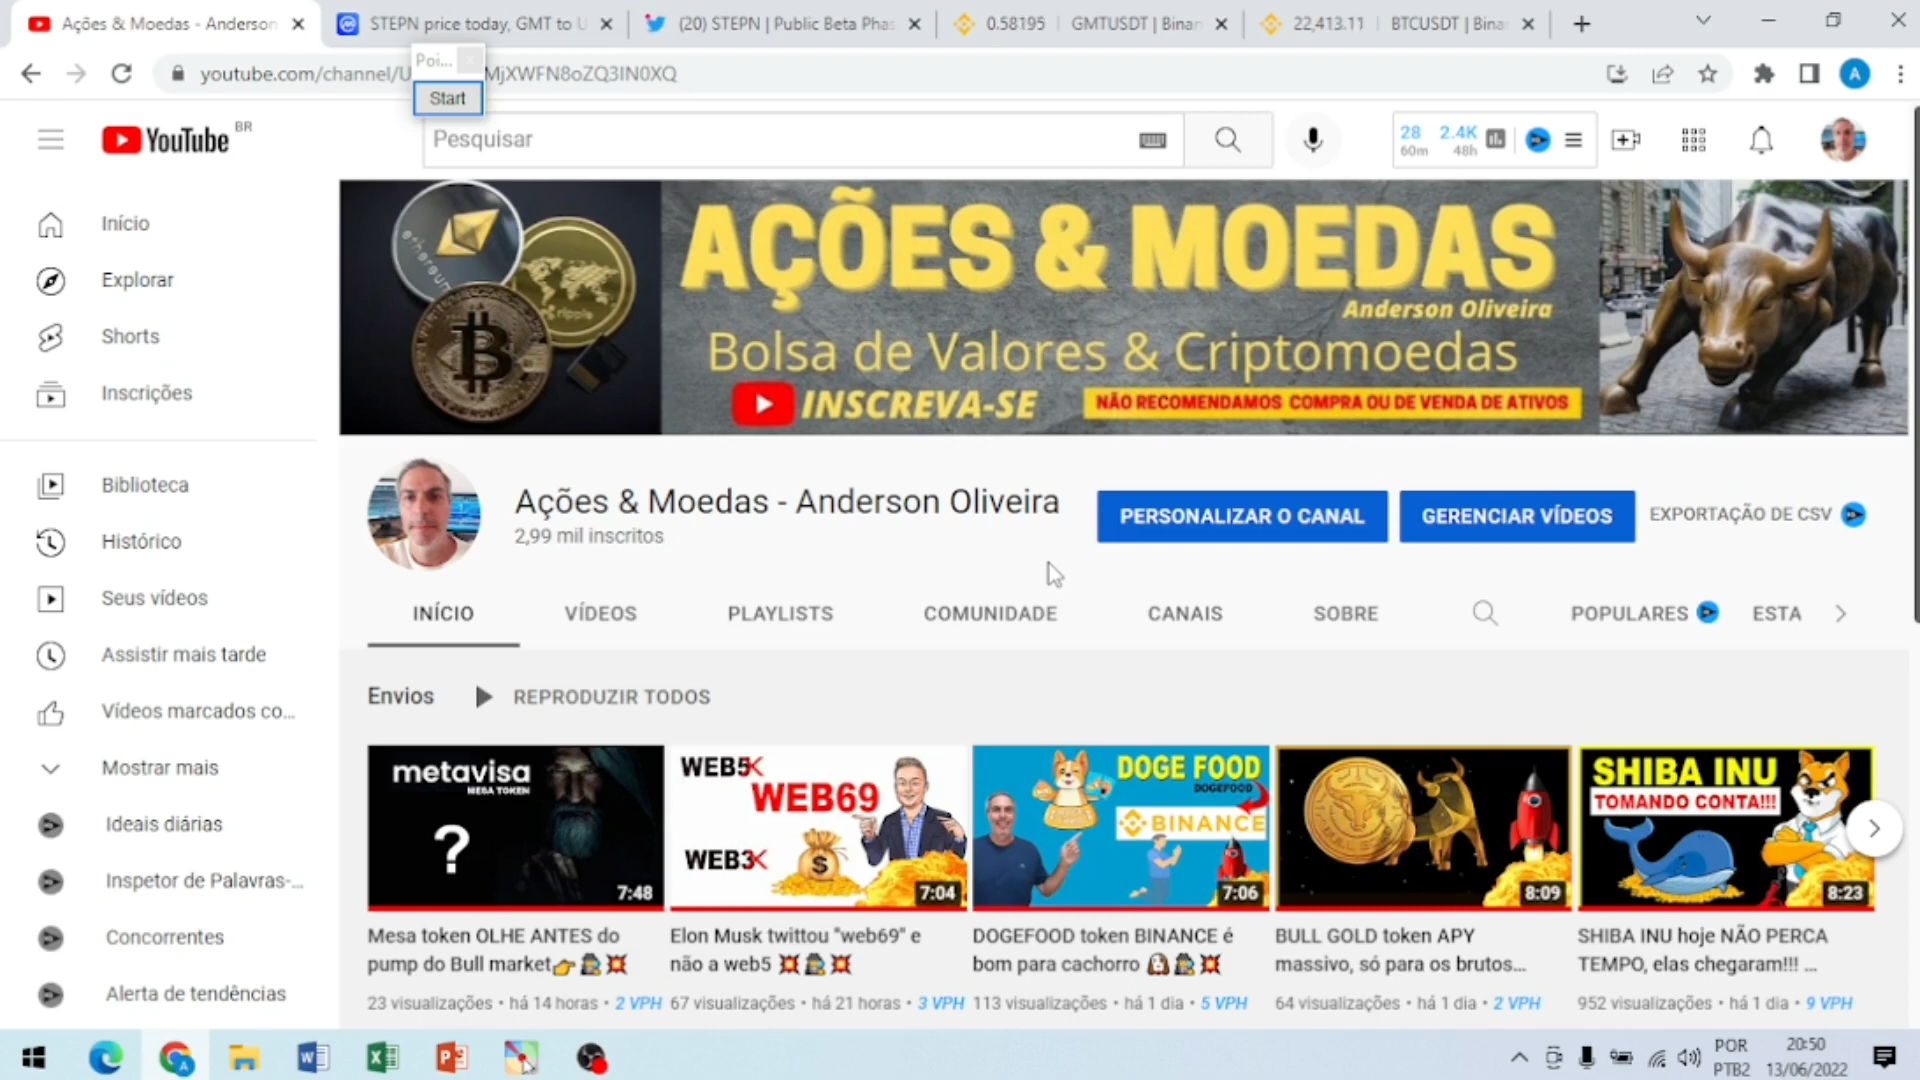 Ações & Moedas - Anderson
STEPN price today, GMT to U
(20) STEPN | Public Beta Phas
0.58195 | GMTUSDT | Binan
22,413.11 | BTCUSDT | Bina
Poi...
Start
youtube.com/channel/U
MjXWFN8oZQ3IN0XQ
A
YouTube BR
Pesquisar
28 2.4K
60m 48h
Início
Explorar
Shorts
Inscrições
Biblioteca
Histórico
Seus vídeos
Assistir mais tarde
Vídeos marcados co...
Mostrar mais
Ideais diárias
Inspetor de Palavras-...
Concorrentes
Alerta de tendências
AÇÕES & MOEDAS
Anderson Oliveira
Bolsa de Valores & Criptomoedas
INSCREVA-SE
NÃO RECOMENDAMOS COMPRA OU DE VENDA DE ATIVOS
ethereum
ripple
Ações & Moedas - Anderson Oliveira
2,99 mil inscritos
PERSONALIZAR O CANAL
GERENCIAR VÍDEOS
EXPORTAÇÃO DE CSV
INÍCIO VÍDEOS PLAYLISTS COMUNIDADE CANAIS SOBRE POPULARES ESTA
Envios
REPRODUZIR TODOS
metavisa
MESA TOKEN
?
7:48
WEB5
WEB69
WEB3
$
7:04
DOGE FOOD
DOGEFOOD
BINANCE
7:06
8:09
SHIBA INU
TOMANDO CONTA!!!
8:23
Mesa token OLHE ANTES do
pump do Bull market👉🕵️💥
23 visualizações • há 14 horas • 2 VPH
Elon Musk twittou "web69" e
não a web5 💥🕵️💥
67 visualizações • há 21 horas • 3 VPH
DOGEFOOD token BINANCE é
bom para cachorro 🐶🕵️💥
113 visualizações • há 1 dia • 5 VPH
BULL GOLD token APY
massivo, só para os brutos...
64 visualizações • há 1 dia • 2 VPH
SHIBA INU hoje NÃO PERCA
TEMPO, elas chegaram!!! ...
952 visualizações • há 1 dia • 9 VPH
POR
PTB2
20:50
13/06/2022